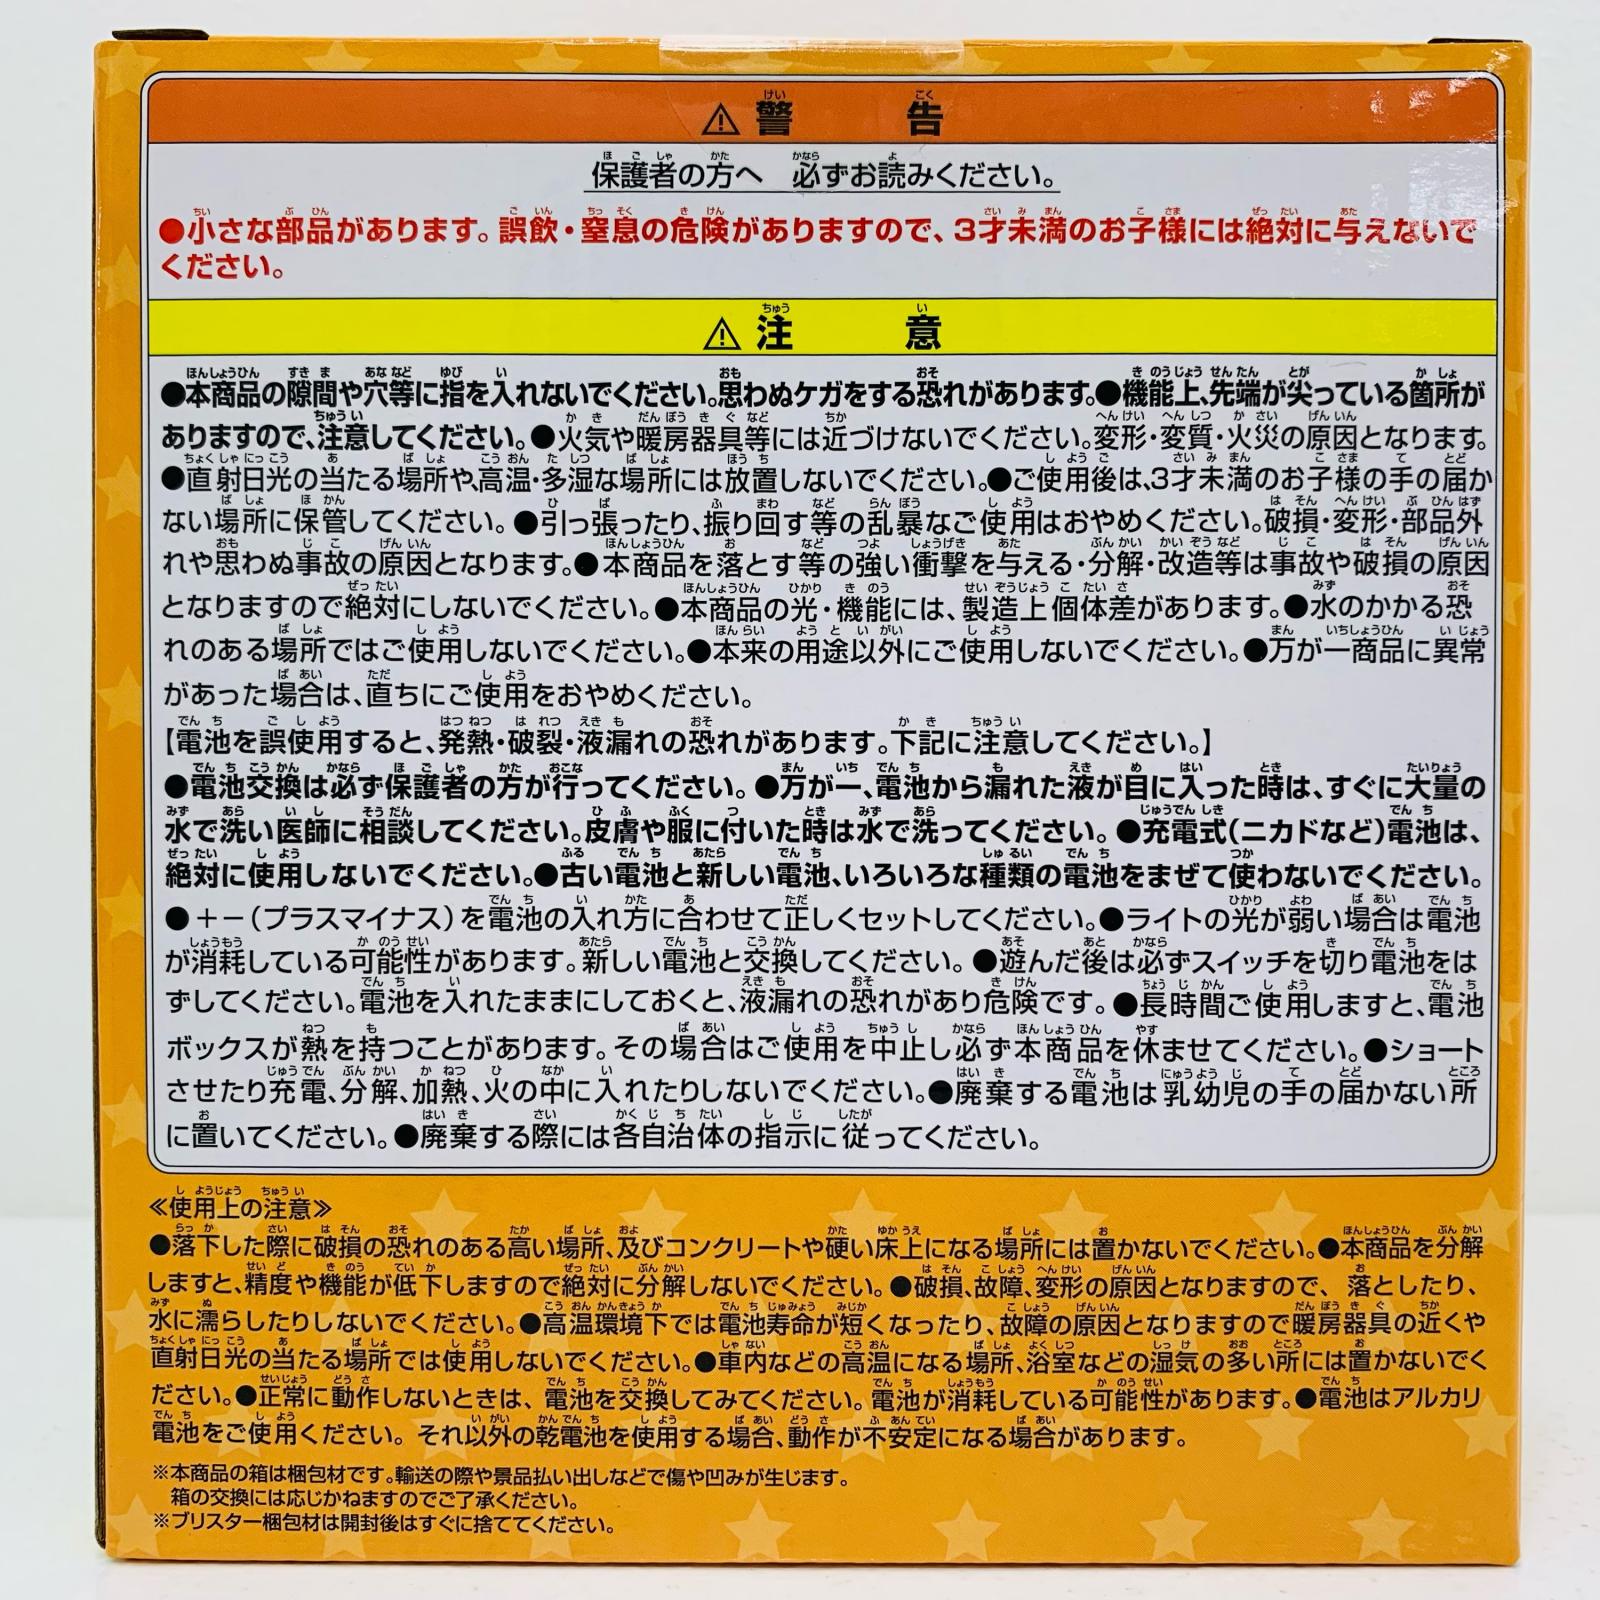 ⚠警告
保護者の方へ 必ずお読みください。
●小さな部品があります。誤飲・窒息の危険がありますので、3才未満のお子様には絶対に与えないで
ください。
⚠注意
●本商品の隙間や穴等に指を入れないでください。思わぬケガをする恐れがあります。●機能上、先端が尖っている箇所が
ありますので、注意してください。●火気や暖房器具等には近づけないでください。変形・変質・火災の原因となります。
●直射日光の当たる場所や、高温・多湿な場所には放置しないでください。●ご使用後は、3才未満のお子様の手の届か
ない場所に保管してください。●引っ張ったり、振り回す等の乱暴なご使用はおやめください。破損・変形・部品外
れや思わぬ事故の原因となります。●本商品を落とす等の強い衝撃を与える・分解・改造等は事故や破損の原因
となりますので絶対にしないでください。●本商品の光・機能には、製造上個体差があります。●水のかかる恐
れのある場所ではご使用しないでください。●本来の用途以外にご使用しないでください。●万が一商品に異常
があった場合は、直ちにご使用をおやめください。
【電池を誤使用すると、発熱・破裂・液漏れの恐れがあります。下記に注意してください。】
●電池交換は必ず保護者の方が行ってください。●万が一、電池から漏れた液が目に入った時は、すぐに大量の
水で洗い医師に相談してください。皮膚や服に付いた時は水で洗ってください。●充電式(ニカドなど)電池は、
絶対に使用しないでください。●古い電池と新しい電池、いろいろな種類の電池をまぜて使わないでください。
●＋－(プラスマイナス)を電池の入れ方に合わせて正しくセットしてください。●ライトの光が弱い場合は電池
が消耗している可能性があります。新しい電池と交換してください。●遊んだ後は必ずスイッチを切り電池をは
ずしてください。電池を入れたままにしておくと、液漏れの恐れがあり危険です。●長時間ご使用しますと、電池
ボックスが熱を持つことがあります。その場合はご使用を中止し必ず本商品を休ませてください。●ショート
させたり充電、分解、加熱、火の中に入れたりしないでください。●廃棄する電池は乳幼児の手の届かない所
に置いてください。●廃棄する際には各自治体の指示に従ってください。
≪使用上の注意≫
●落下した際に破損の恐れのある高い場所、及びコンクリートや硬い床上になる場所には置かないでください。●本商品を分解
しますと、精度や機能が低下しますので絶対に分解しないでください。●破損、故障、変形の原因となりますので、落としたり、
水に濡らしたりしないでください。●高温環境下では電池寿命が短くなったり、故障の原因となりますので暖房器具の近くや
直射日光の当たる場所では使用しないでください。●車内などの高温になる場所、浴室などの湿気の多い所には置かないでく
ださい。●正常に動作しないときは、電池を交換してみてください。電池が消耗している可能性があります。●電池はアルカリ
電池をご使用ください。それ以外の乾電池を使用する場合、動作が不安定になる場合があります。
※本商品の箱は梱包材です。輸送の際や景品払い出しなどで傷や凹みが生じます。
箱の交換には応じかねますのでご了承ください。
※ブリスター梱包材は開封後はすぐに捨ててください。